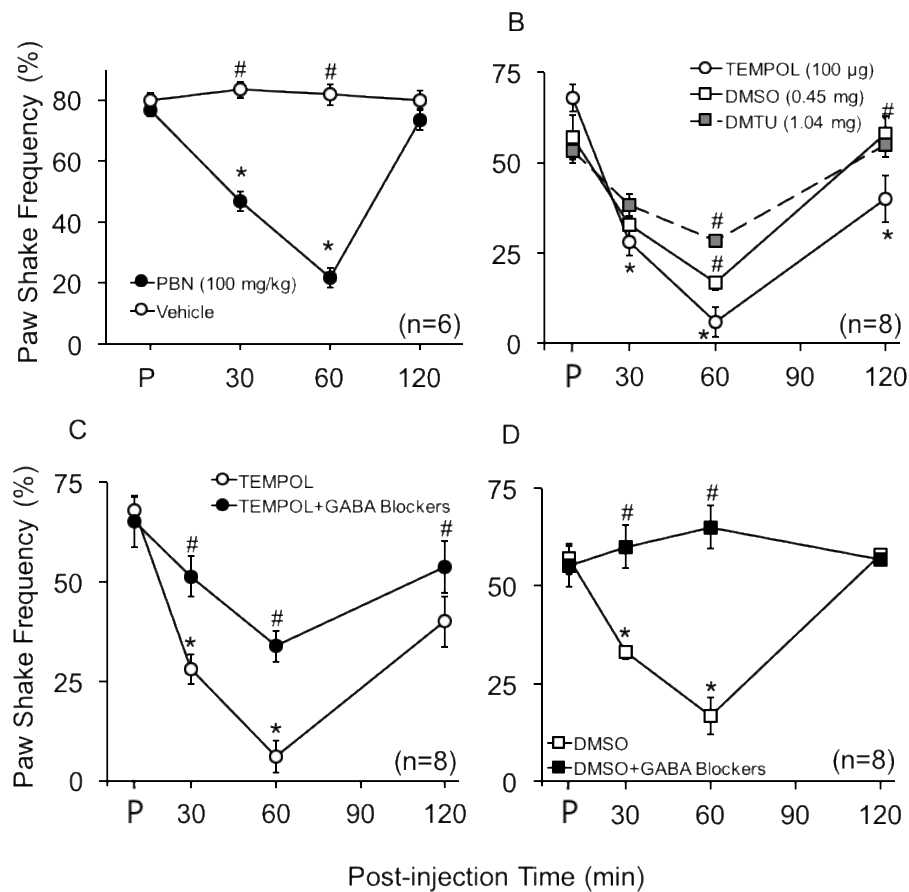 B
Paw Shake Frequency (%)
80
60
40
20
0
#
#
*
*
PBN (100 mg/kg)
Vehicle
(n=6)
P 30 60 120
75
50
25
0
TEMPOL (100 µg)
DMSO (0.45 mg)
DMTU (1.04 mg)
#
#
#
*
*
*
(n=8)
P 30 60 90 120
C
Paw Shake Frequency (%)
75
50
25
0
TEMPOL
TEMPOL+GABA Blockers
#
#
#
*
*
(n=8)
P 30 60 90 120
D
75
50
25
0
#
#
*
*
DMSO
DMSO+GABA Blockers
(n=8)
P 30 60 90 120
Post-injection Time (min)